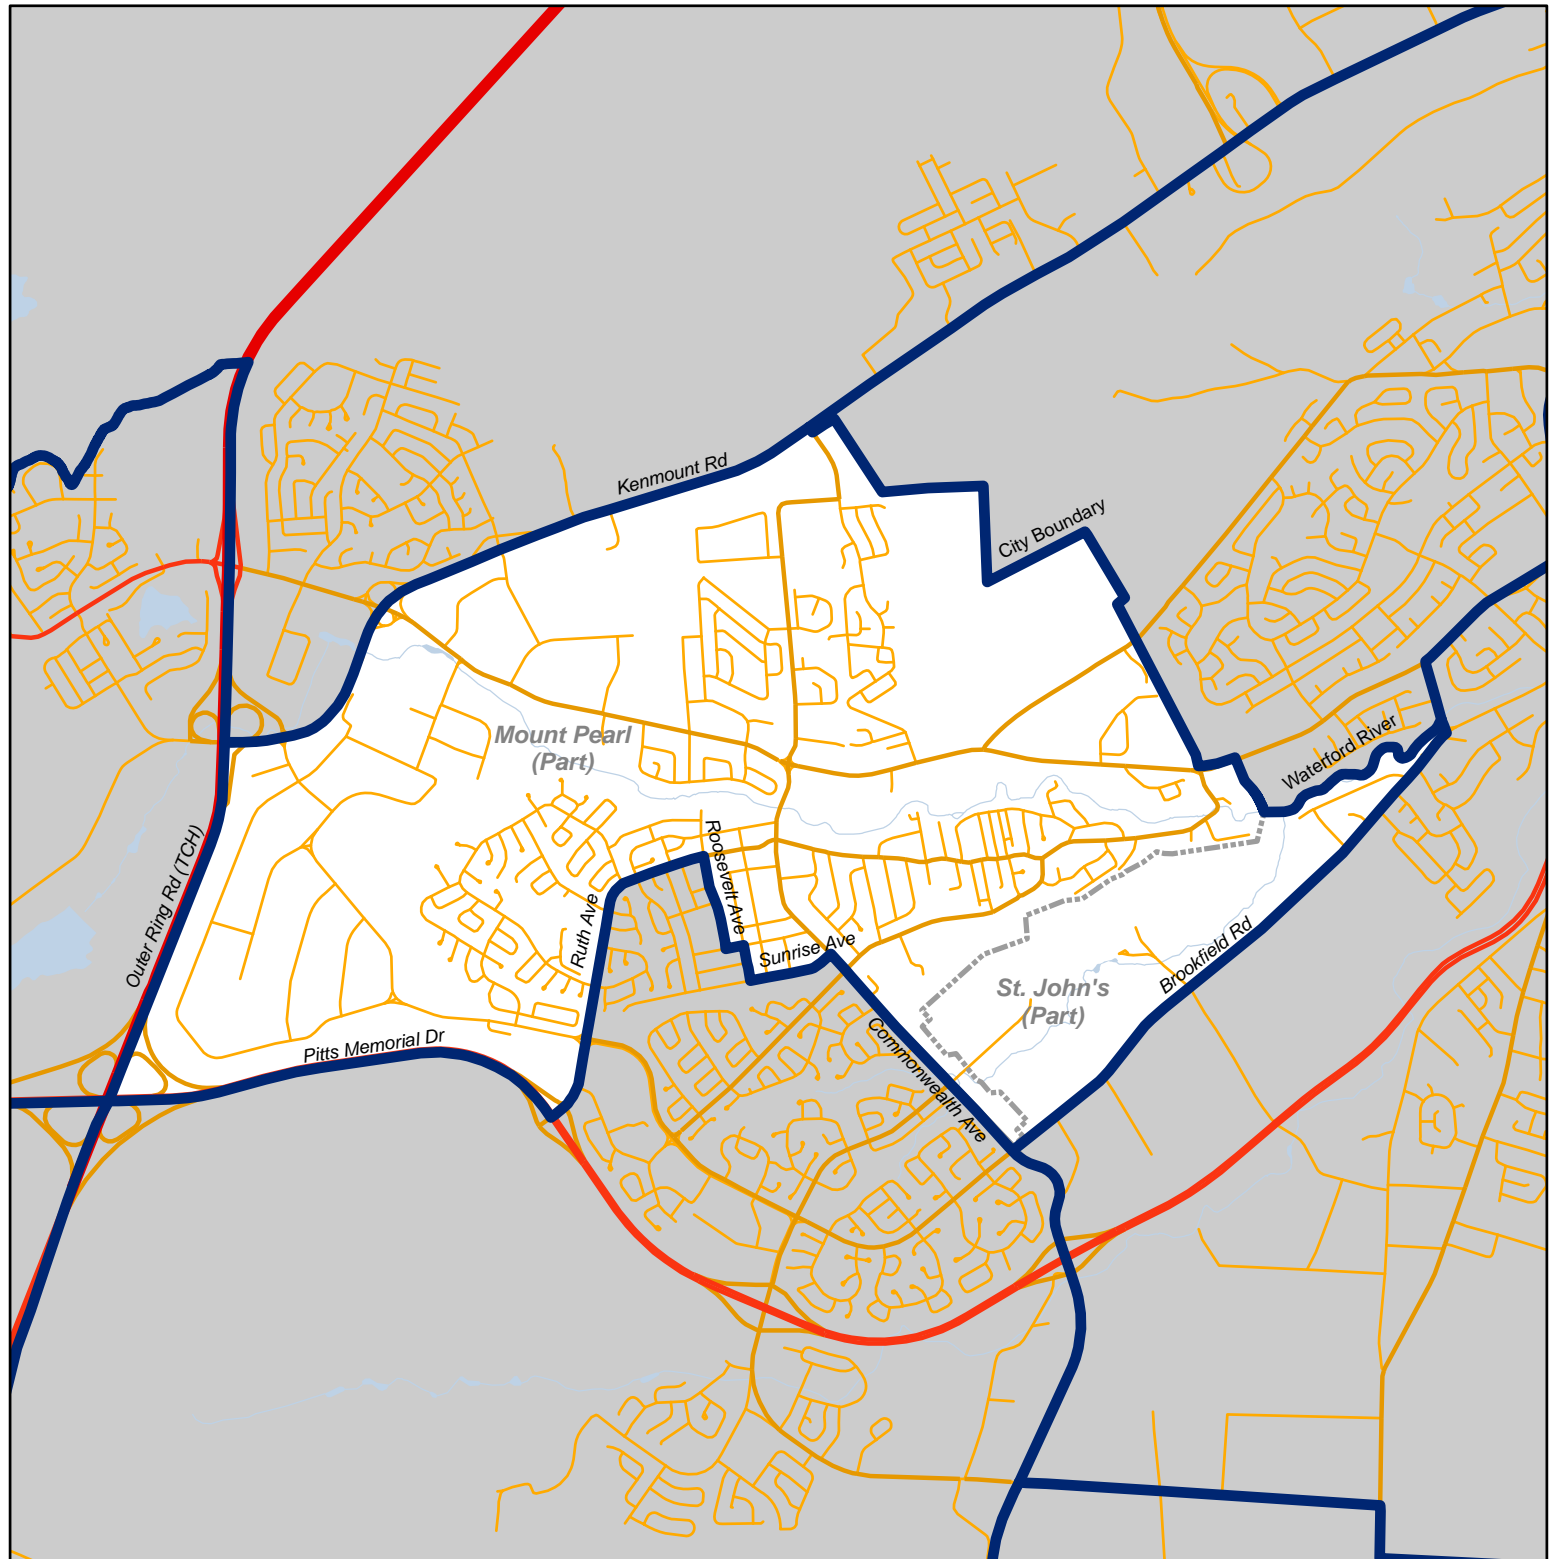 Kenmount Rd
City Boundary
Waterford River
Mount Pearl
(Part)
Roosevelt Ave
Outer Ring Rd (TCH)
Ruth Ave
Sunrise Ave
Brookfield Rd
St. John's
(Part)
Pitts Memorial Dr
Commonwealth Ave